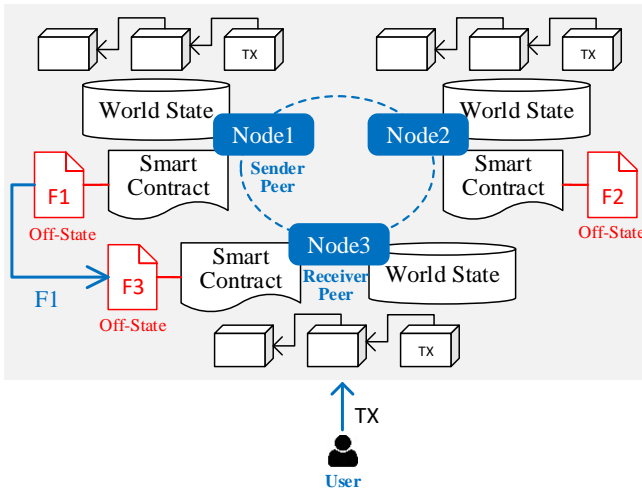 TX
TX
World State
World State
Node1
Node2
Sender
Peer
Smart
Contract
Smart
Contract
F1
F2
Off-State
Off-State
Node3
Smart
Contract
Receiver
Peer
World State
F1
F3
Off-State
TX
TX
User